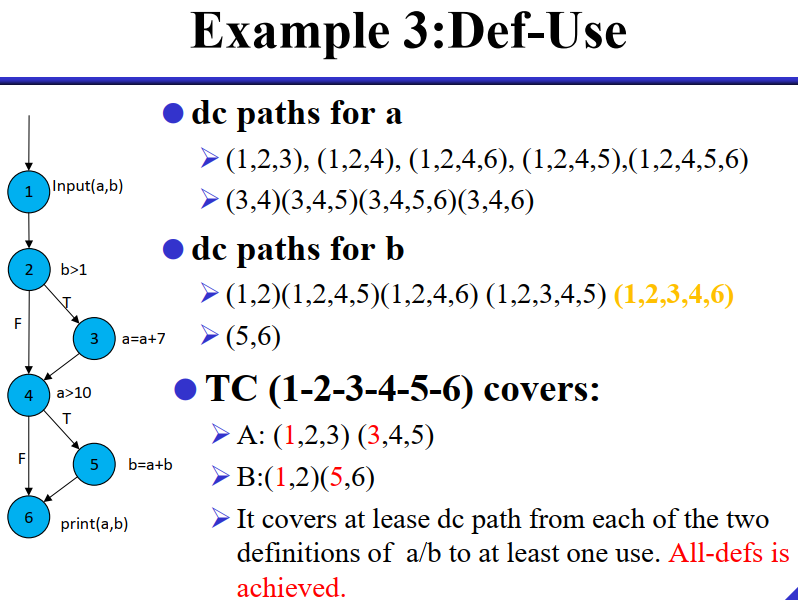 Example 3:Def-Use
dc paths for a
(1,2,3), (1,2,4), (1,2,4,6), (1,2,4,5),(1,2,4,5,6)
(3,4)(3,4,5)(3,4,5,6)(3,4,6)
dc paths for b
(1,2)(1,2,4,5)(1,2,4,6) (1,2,3,4,5) (1,2,3,4,6)
(5,6)
TC (1-2-3-4-5-6) covers:
A: (1,2,3) (3,4,5)
B:(1,2)(5,6)
It covers at lease dc path from each of the two
definitions of a/b to at least one use. All-defs is
achieved.
1 Input(a,b)
2 b>1
T
F
3 a=a+7
4 a>10
T
F
5 b=a+b
6 print(a,b)